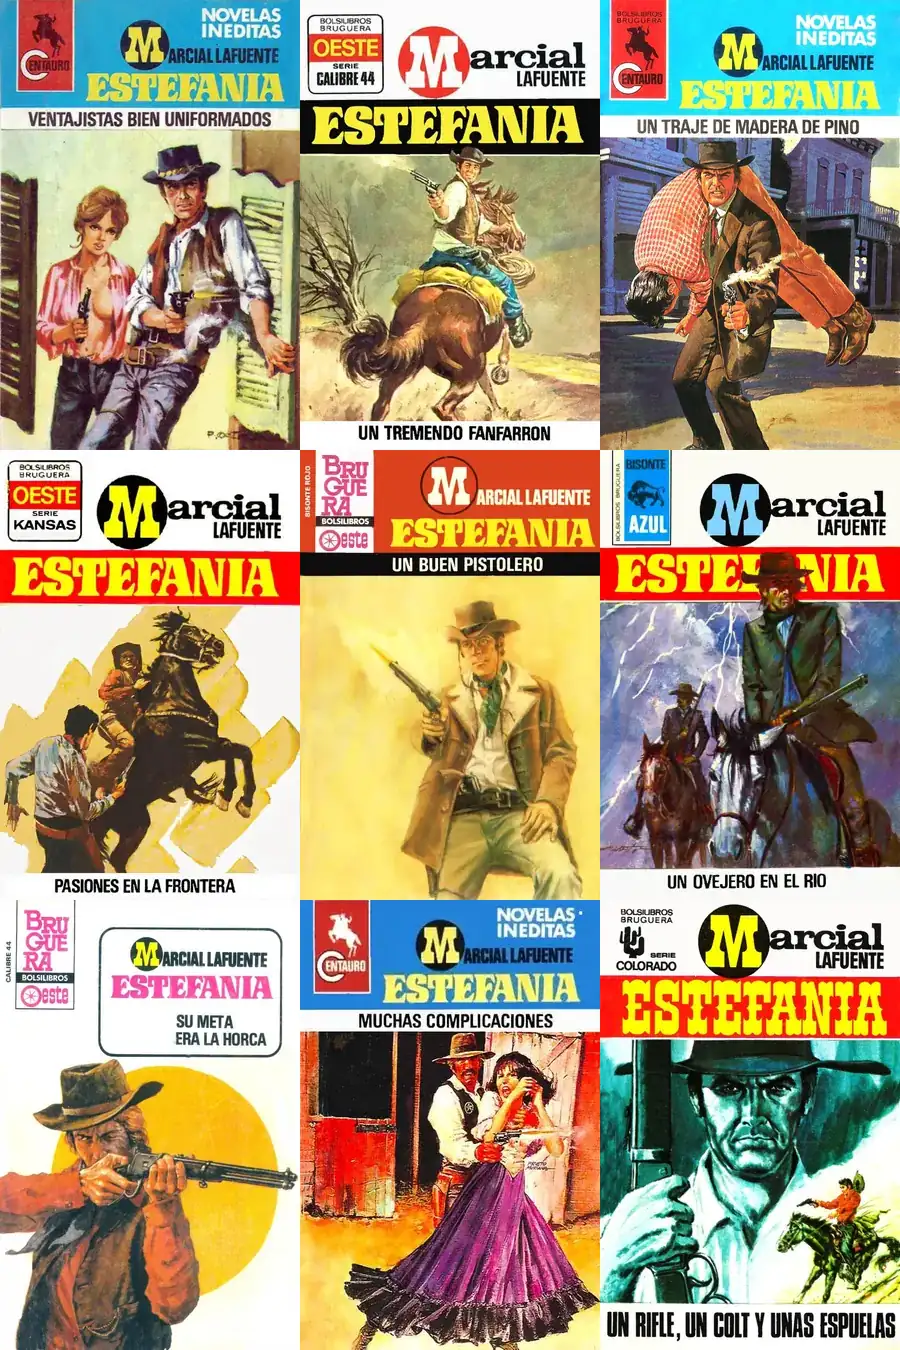 CENTAURO
NOVELAS
INEDITAS
MARCIAL LAFUENTE
ESTEFANIA
VENTAJISTAS BIEN UNIFORMADOS
BOLSILIBROS
BRUGUERA
OESTE
SERIE
CALIBRE 44
Marcial
LAFUENTE
ESTEFANIA
UN TREMENDO FANFARRON
BOLSILIBROS
BRUGUERA
CENTAURO
NOVELAS
INEDITAS
MARCIAL LAFUENTE
ESTEFANIA
UN TRAJE DE MADERA DE PINO
BOLSILIBROS
BRUGUERA
OESTE
SERIE
KANSAS
Marcial
LAFUENTE
ESTEFANIA
PASIONES EN LA FRONTERA
BISONTE ROJO
BRU
GUE
RA
BOLSILIBROS
Oeste
MARCIAL LAFUENTE
ESTEFANIA
UN BUEN PISTOLERO
BOLSILIBROS BRUGUERA
BISONTE
AZUL
Marcial
LAFUENTE
ESTEFANIA
UN OVEJERO EN EL RIO
CALIBRE 44
BRU
GUE
RA
BOLSILIBROS
Oeste
MARCIAL LAFUENTE
ESTEFANIA
SU META
ERA LA HORCA
CENTAURO
NOVELAS
INEDITAS
MARCIAL LAFUENTE
ESTEFANIA
MUCHAS COMPLICACIONES
BOLSILIBROS
BRUGUERA
SERIE
COLORADO
Marcial
LAFUENTE
ESTEFANIA
UN RIFLE, UN COLT Y UNAS ESPUELAS